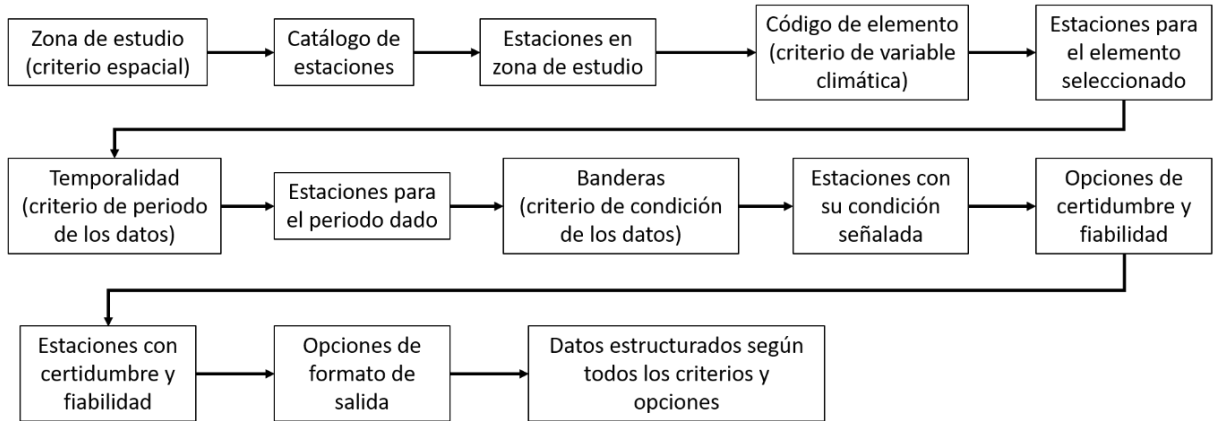 Zona de estudio
(criterio espacial)
Catálogo de
estaciones
Estaciones en
zona de estudio
Código de elemento
(criterio de variable
climática)
Estaciones para
el elemento
seleccionado
Temporalidad
(criterio de periodo
de los datos)
Estaciones para
el periodo dado
Banderas
(criterio de condición
de los datos)
Estaciones con
su condición
señalada
Opciones de
certidumbre y
fiabilidad
Estaciones con
certidumbre y
fiabilidad
Opciones de
formato de
salida
Datos estructurados según
todos los criterios y
opciones